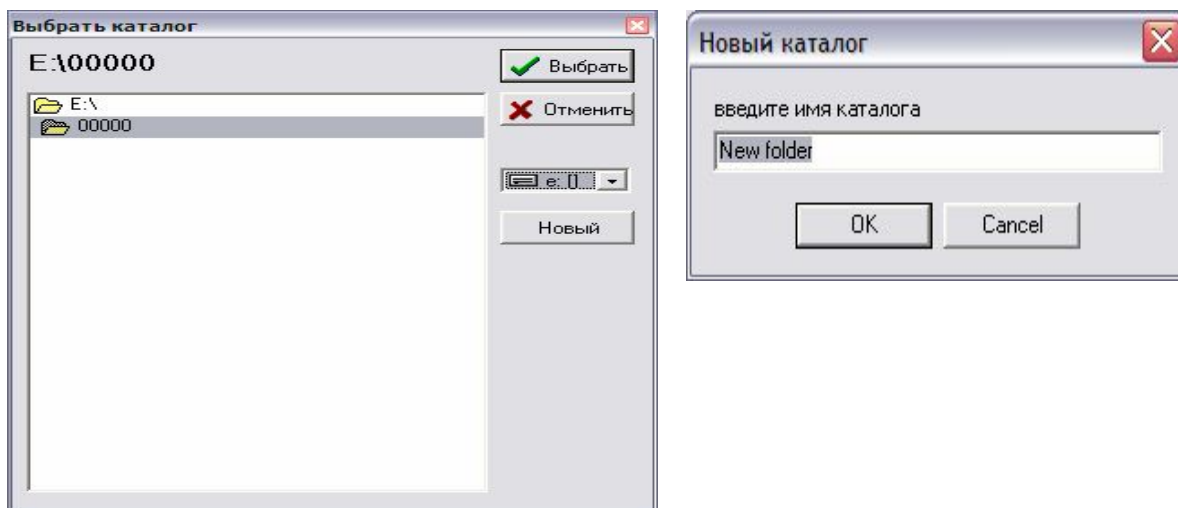 Выбрать каталог
E:\00000
Выбрать
E:\
00000
Отменить
e: []
Новый
Новый каталог
введите имя каталога
New folder
OK
Cancel